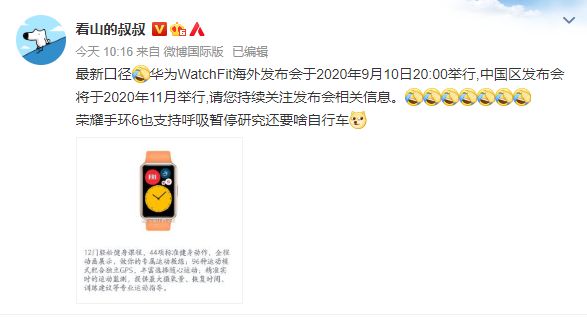 看山的叔叔
今天 10:16 来自 微博国际版 已编辑
最新口径华为WatchFit海外发布会于2020年9月10日20:00举行,中国区发布会
将于2020年11月举行,请您持续关注发布会相关信息。
荣耀手环6也支持呼吸暂停研究还要啥自行车
12门轻松健身课程，44项标准健身动作，全程
动画展示，做你的专属运动教练；96种运动模
式配合独立GPS，丰富选择随心运动；精准实
时的运动监测，提供最大摄氧量、恢复时间、
训练建议等专业运动指导。